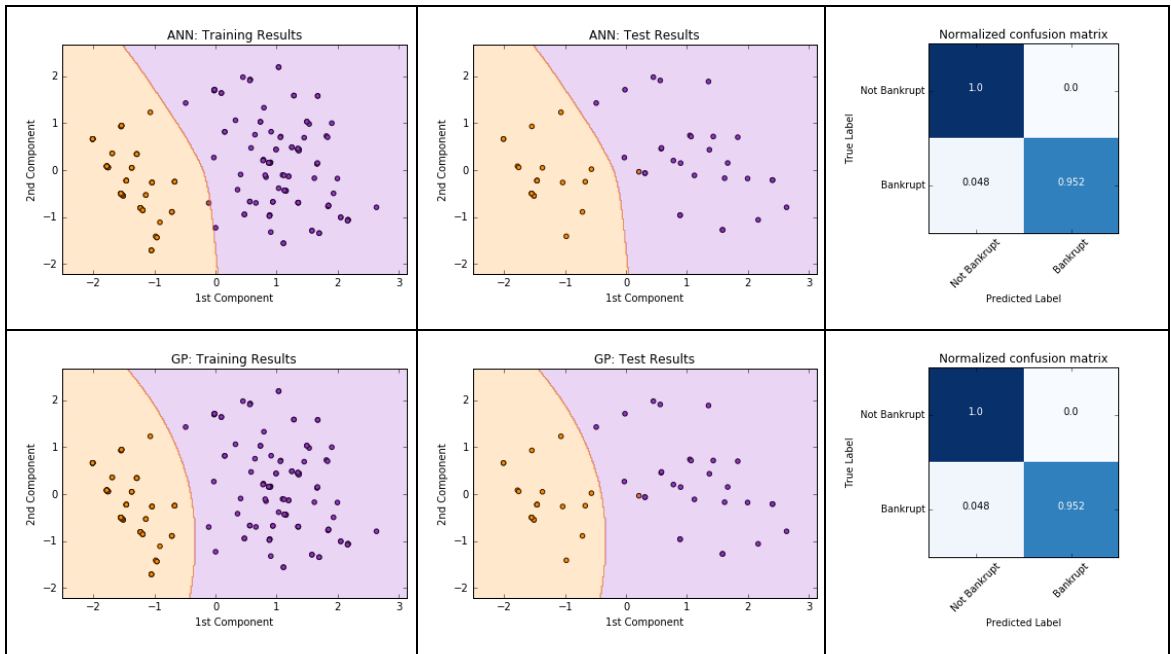 ANN: Training Results
2nd Component
2
1
0
−1
−2
−2 −1 0 1 2 3
1st Component
ANN: Test Results
2nd Component
2
1
0
−1
−2
−2 −1 0 1 2 3
1st Component
Normalized confusion matrix
True Label
Not Bankrupt
1.0 0.0
Bankrupt
0.048 0.952
Not Bankrupt
Bankrupt
Predicted Label
GP: Training Results
2nd Component
2
1
0
−1
−2
−2 −1 0 1 2 3
1st Component
GP: Test Results
2nd Component
2
1
0
−1
−2
−2 −1 0 1 2 3
1st Component
Normalized confusion matrix
True Label
Not Bankrupt
1.0 0.0
Bankrupt
0.048 0.952
Not Bankrupt
Bankrupt
Predicted Label